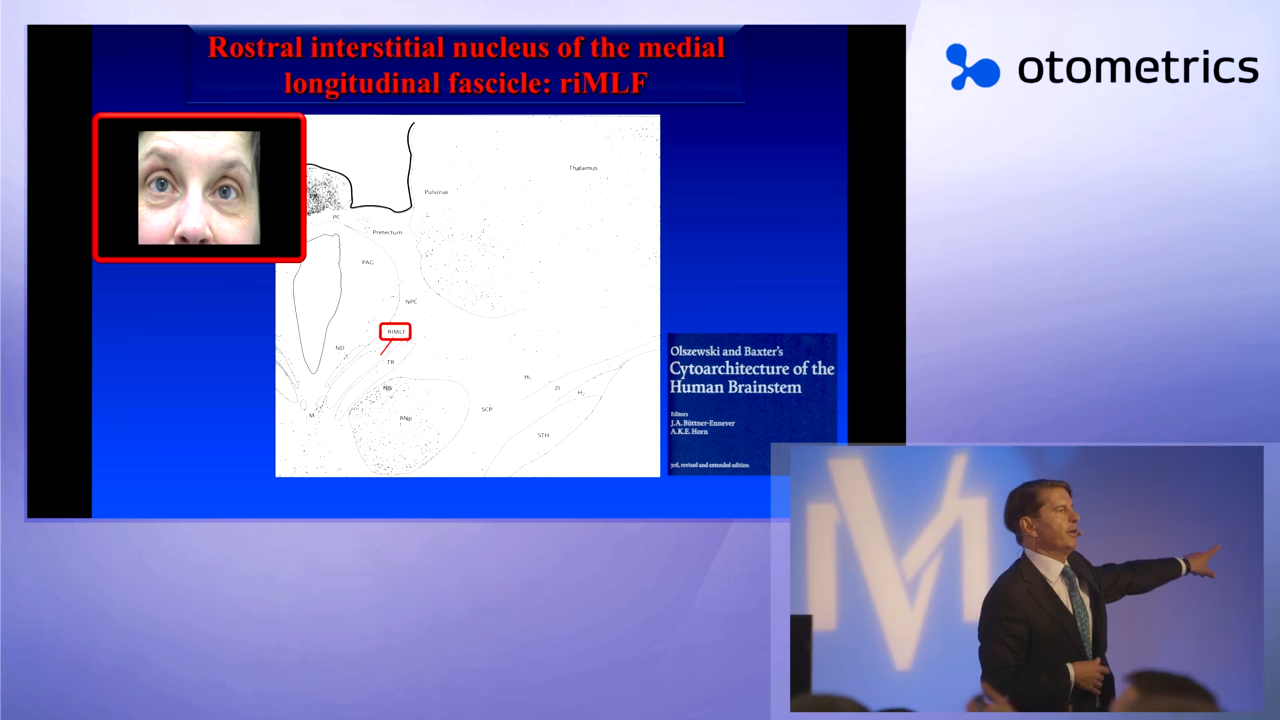 Rostral interstitial nucleus of the medial
longitudinal fascicle: riMLF
otometrics
Thalamus
Pulvinar
PC
Pretectum
PAG
NPC
RIMLF
ND
TR
NB
M
RNp
SCP
H₁
ZI
H₂
STH
Olszewski and Baxter's
Cytoarchitecture of the
Human Brainstem
Editors
J.A. Büttner-Ennever
A.K.E. Horn
3rd, revised and extended edition
M